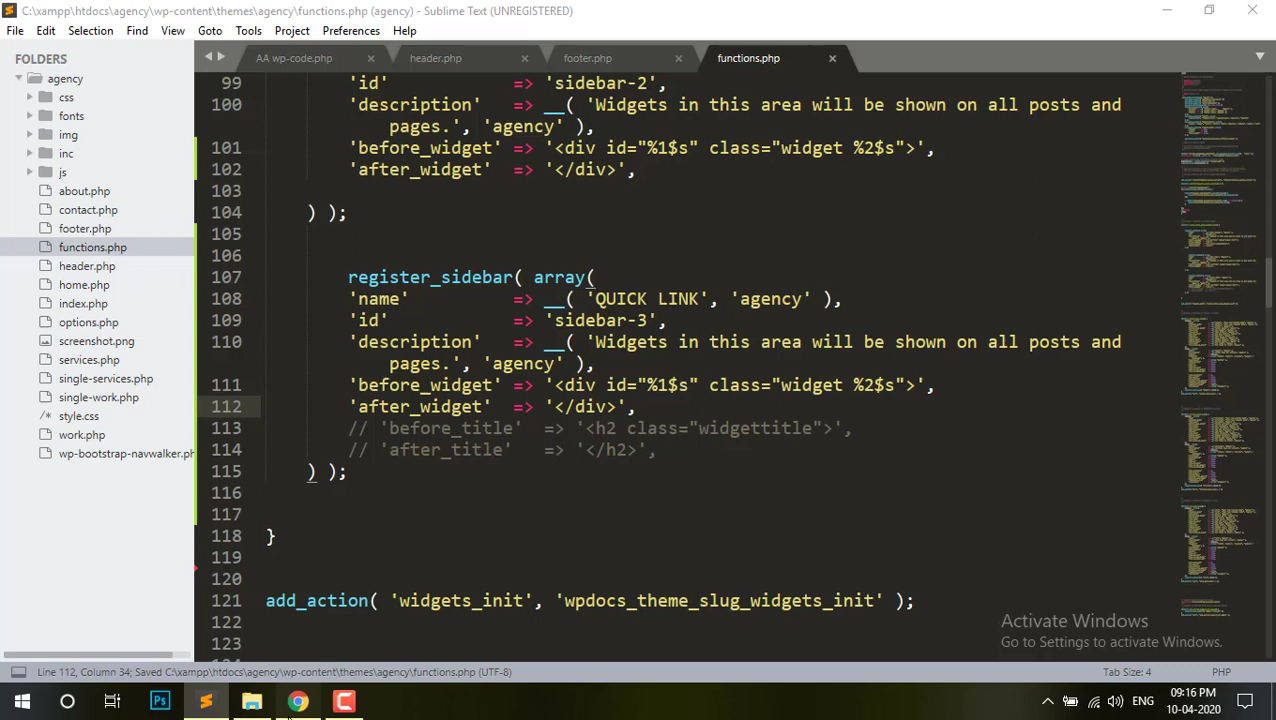 C:\xampp\htdocs\agency\wp-content\themes\agency\functions.php (agency) - Sublime Text (UNREGISTERED)
File Edit Selection Find View Goto Tools Project Preferences Help
FOLDERS
agency
css
fonts
img
inc
js
about.php
contact.php
footer.php
functions.php
header.php
home.php
index.php
options.php
screenshot.png
services.php
single-services.php
single-work.php
style.css
work.php
wp-bootstrap-navwalker.ph
AA wp-code.php header.php footer.php functions.php
99 'id' => 'sidebar-2',
100 'description' => __( 'Widgets in this area will be shown on all posts and
pages.', 'agency' ),
101 'before_widget' => '<div id="%1$s" class="widget %2$s">',
102 'after_widget' => '</div>',
103
104 ) );
105
106
107 register_sidebar( array(
108 'name' => __( 'QUICK LINK', 'agency' ),
109 'id' => 'sidebar-3',
110 'description' => __( 'Widgets in this area will be shown on all posts and
pages.', 'agency' ),
111 'before_widget' => '<div id="%1$s" class="widget %2$s">',
112 'after_widget' => '</div>',
113 // 'before_title' => '<h2 class="widgettitle">',
114 // 'after_title' => '</h2>',
115 ) );
116
117
118 }
119
120
121 add_action( 'widgets_init', 'wpdocs_theme_slug_widgets_init' );
122
123
Activate Windows
Go to Settings to activate Windows.
Line 112, Column 34; Saved C:\xampp\htdocs\agency\wp-content\themes\agency\functions.php (UTF-8) Tab Size: 4 PHP
Ps
ENG
09:16 PM
10-04-2020